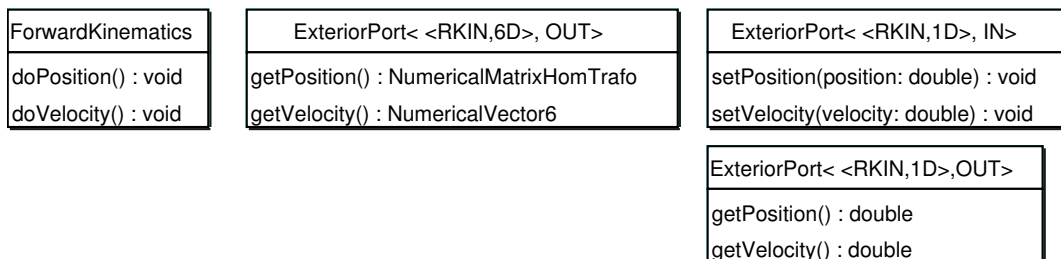 ForwardKinematics
doPosition() : void
doVelocity() : void
ExteriorPort< <RKIN,6D>, OUT>
getPosition() : NumericalMatrixHomTrafo
getVelocity() : NumericalVector6
ExteriorPort< <RKIN,1D>, IN>
setPosition(position: double) : void
setVelocity(velocity: double) : void
ExteriorPort< <RKIN,1D>,OUT>
getPosition() : double
getVelocity() : double